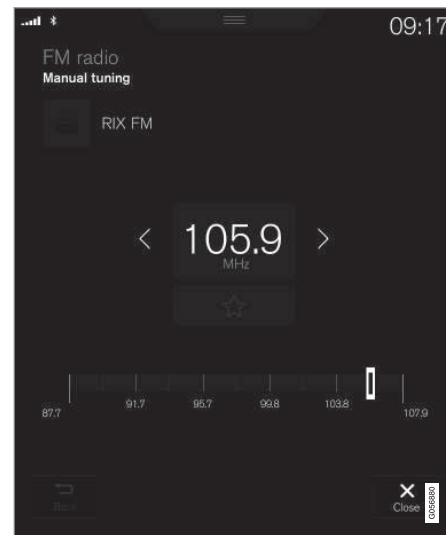 09:17
FM radio
Manual tuning
RIX FM
105.9
MHz
87.7 91.7 95.7 99.8 103.8 107.9
Back
Close
G056880